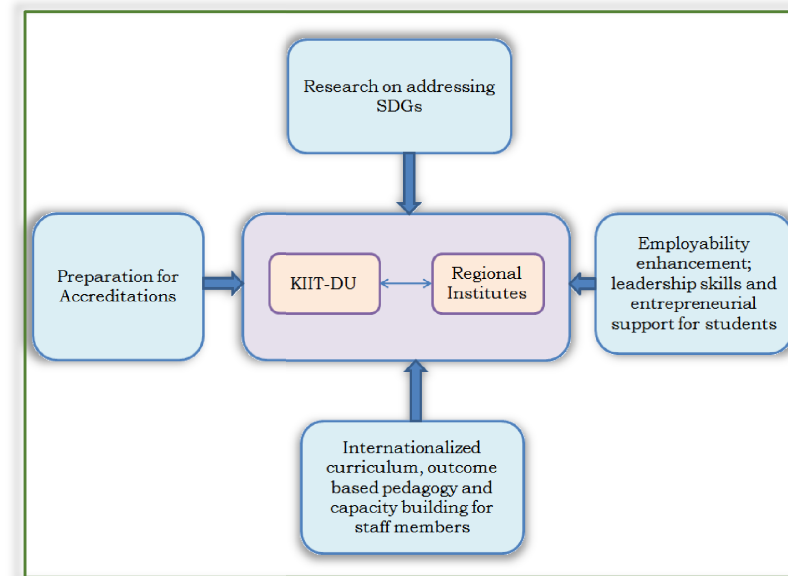 Research on addressing
SDGs
Preparation for
Accreditations
KIIT-DU
Regional
Institutes
Employability
enhancement;
leadership skills and
entrepreneurial
support for students
Internationalized
curriculum, outcome
based pedagogy and
capacity building for
staff members